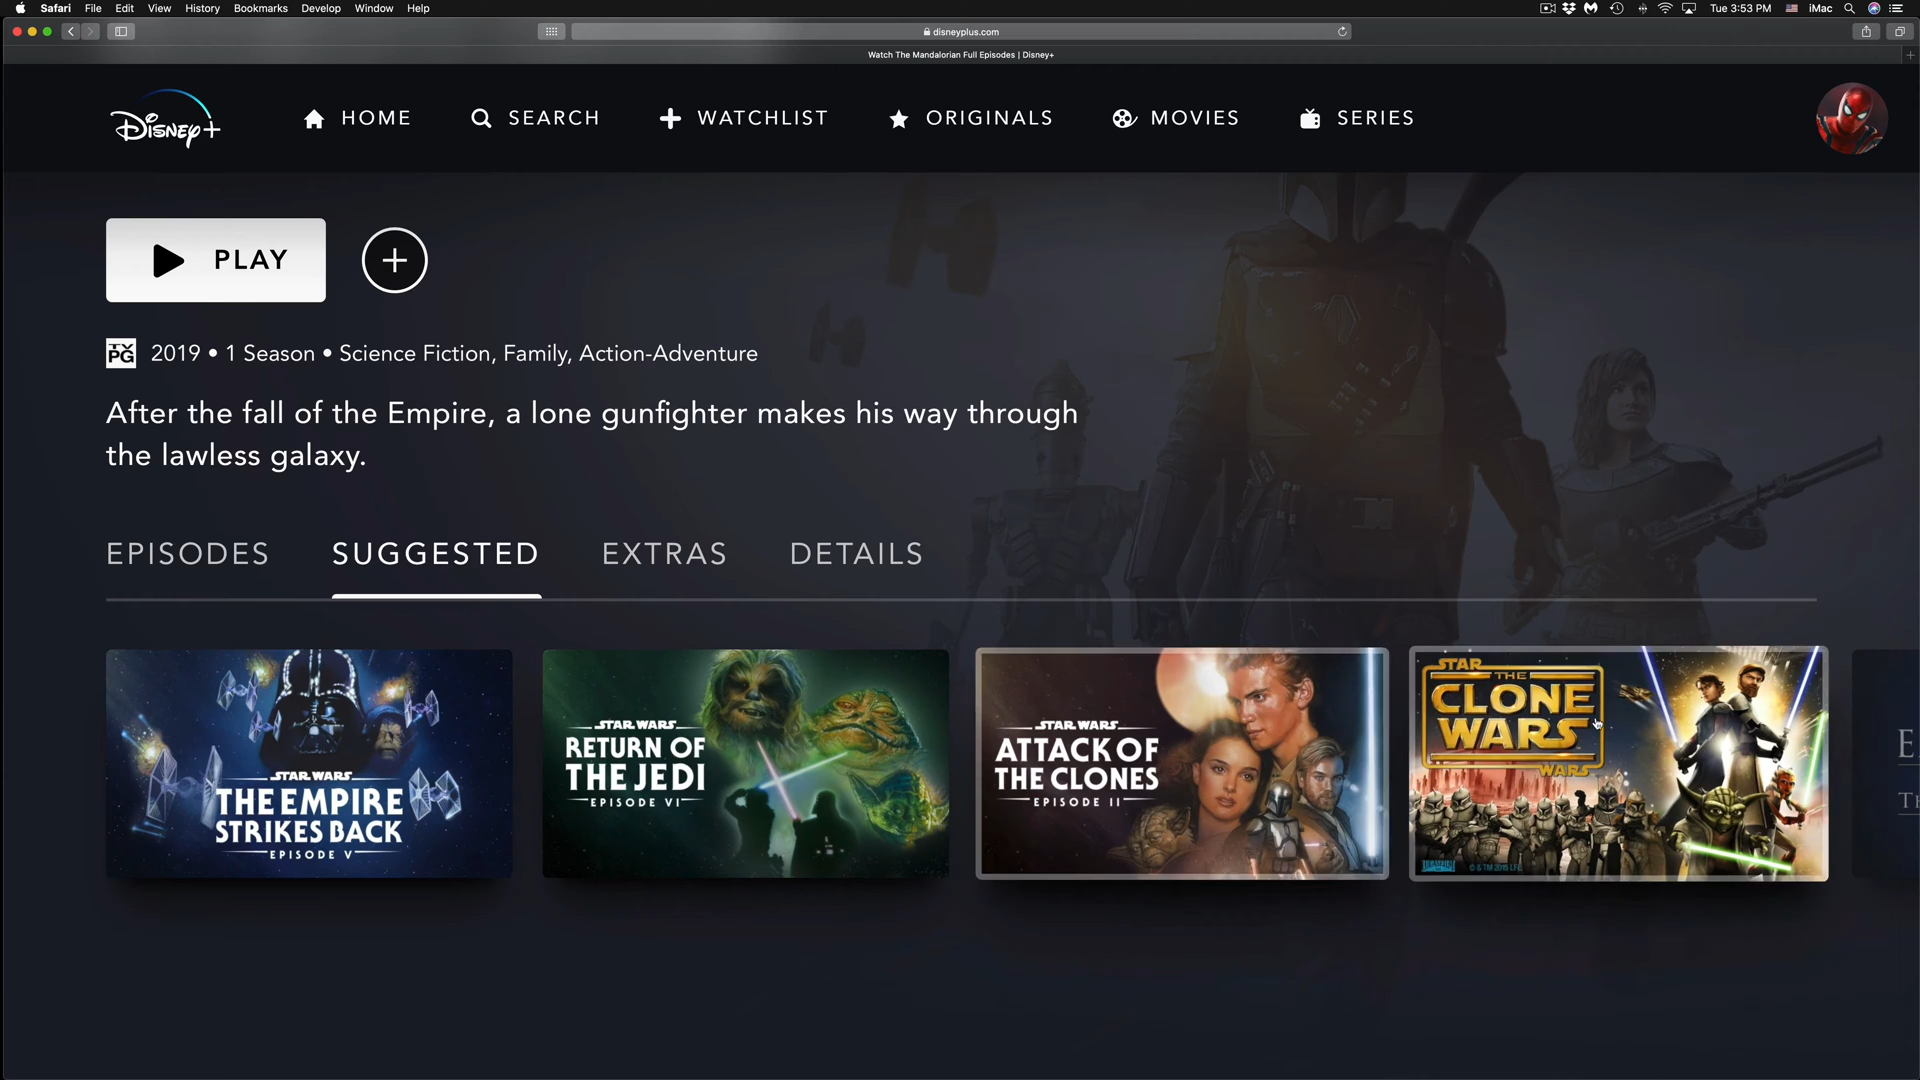 Safari File Edit View History Bookmarks Develop Window Help Tue 3:53 PM iMac
disneyplus.com
Watch The Mandalorian Full Episodes | Disney+
Disney+ HOME SEARCH WATCHLIST ORIGINALS MOVIES SERIES
PLAY
TV PG 2019 • 1 Season • Science Fiction, Family, Action-Adventure
After the fall of the Empire, a lone gunfighter makes his way through
the lawless galaxy.
EPISODES SUGGESTED EXTRAS DETAILS
STAR WARS
THE EMPIRE
STRIKES BACK
EPISODE V
STAR WARS
RETURN OF
THE JEDI
EPISODE VI
STAR WARS
ATTACK OF
THE CLONES
EPISODE II
STAR
THE
CLONE
WARS
WARS